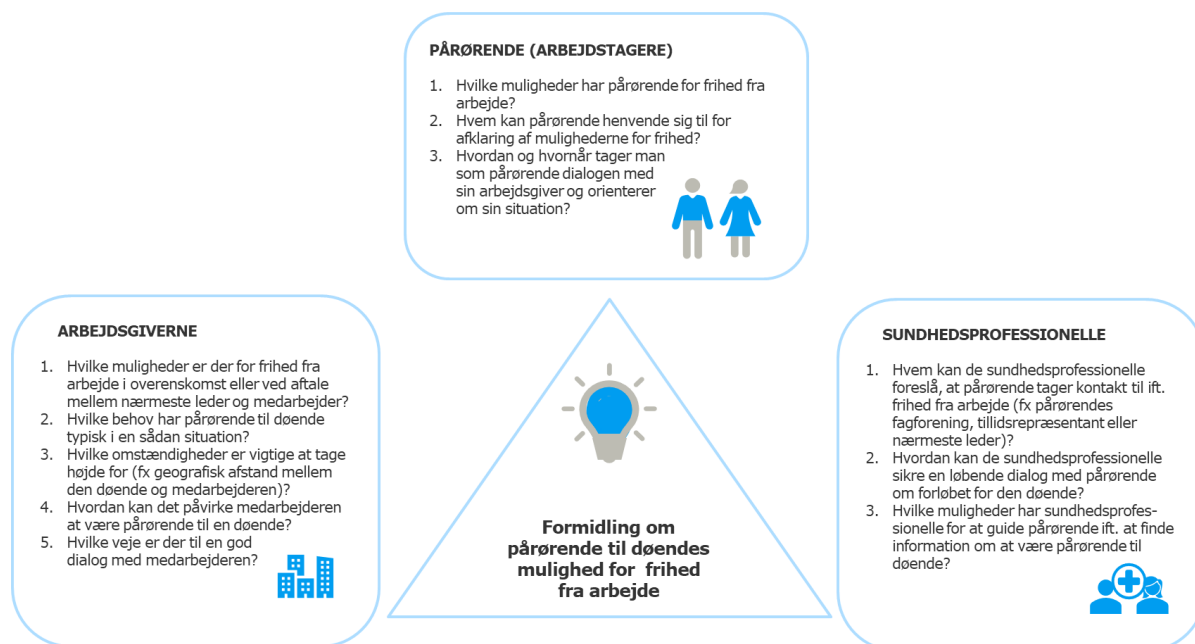 PÅRØRENDE (ARBEJDSTAGERE)
1. Hvilke muligheder har pårørende for frihed fra
arbejde?
2. Hvem kan pårørende henvende sig til for
afklaring af mulighederne for frihed?
3. Hvordan og hvornår tager man
som pårørende dialogen med
sin arbejdsgiver og orienterer
om sin situation?
ARBEJDSGIVERNE
1. Hvilke muligheder er der for frihed fra
arbejde i overenskomst eller ved aftale
mellem nærmeste leder og medarbejder?
2. Hvilke behov har pårørende til døende
typisk i en sådan situation?
3. Hvilke omstændigheder er vigtige at tage
højde for (fx geografisk afstand mellem
den døende og medarbejderen)?
4. Hvordan kan det påvirke medarbejderen
at være pårørende til en døende?
5. Hvilke veje er der til en god
dialog med medarbejderen?
Formidling om
pårørende til døendes
mulighed for frihed
fra arbejde
SUNDHEDSPROFESSIONELLE
1. Hvem kan de sundhedsprofessionelle
foreslå, at pårørende tager kontakt til ift.
frihed fra arbejde (fx pårørendes
fagforening, tillidsrepræsentant eller
nærmeste leder)?
2. Hvordan kan de sundhedsprofessionelle
sikre en løbende dialog med pårørende
om forløbet for den døende?
3. Hvilke muligheder har sundhedsprofes-
sionelle for at guide pårørende ift. at finde
information om at være pårørende til
døende?